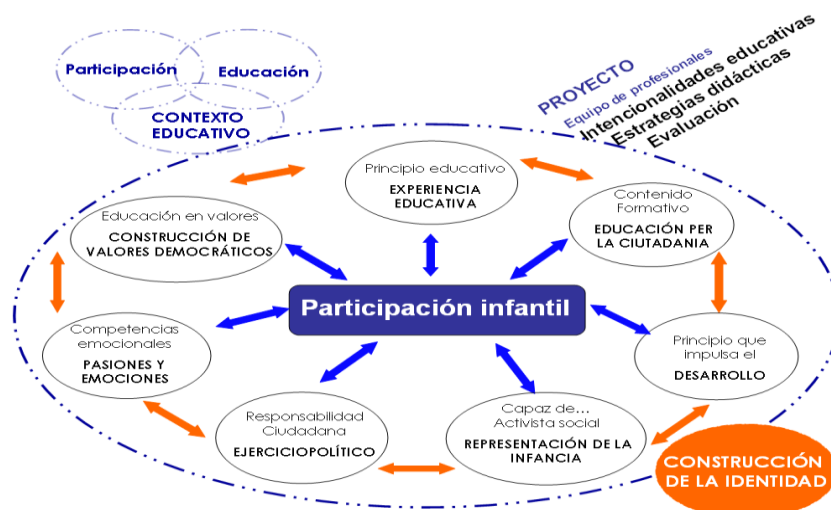 Participación
Educación
CONTEXTO
EDUCATIVO
PROYECTO
Equipo de profesionales
Intencionalidades educativas
Estrategias didácticas
Evaluación
Principio educativo
EXPERIENCIA
EDUCATIVA
Contenido
Formativo
EDUCACIÓN PER
LA CIUTADANIA
Educación en valores
CONSTRUCCIÓN DE
VALORES DEMOCRÁTICOS
Participación infantil
Competencias
emocionales
PASIONES Y
EMOCIONES
Principio que
impulsa el
DESARROLLO
Responsabilidad
Ciudadana
EJERCICIOPOLÍTICO
Capaz de...
Activista social
REPRESENTACIÓN DE LA
INFANCIA
CONSTRUCCIÓN
DE LA IDENTIDAD